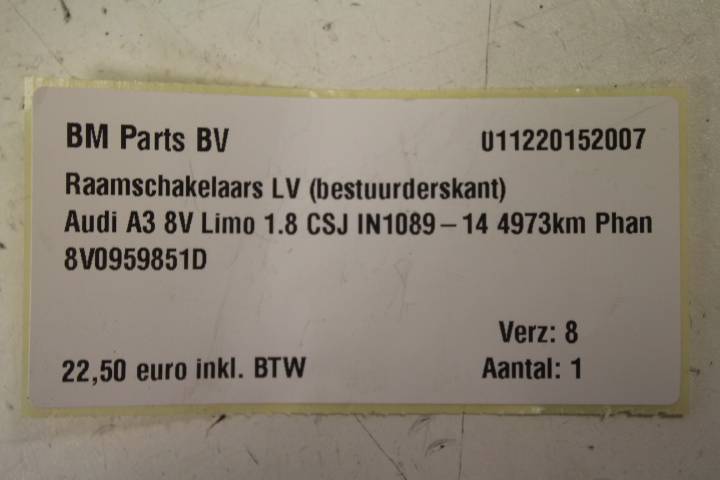 BM Parts BV U11220152007
Raamschakelaars LV (bestuurderskant)
Audi A3 8V Limo 1.8 CSJ IN1089-14 4973km Phan
8V0959851D
Verz: 8
22,50 euro inkl. BTW Aantal: 1